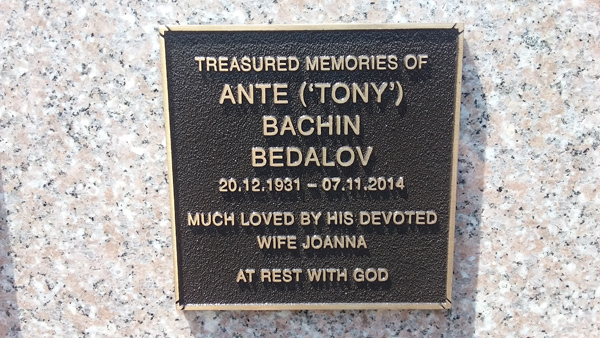 TREASURED MEMORIES OF
ANTE (‘TONY’)
BACHIN
BEDALOV
20.12.1931 – 07.11.2014
MUCH LOVED BY HIS DEVOTED
WIFE JOANNA
AT REST WITH GOD